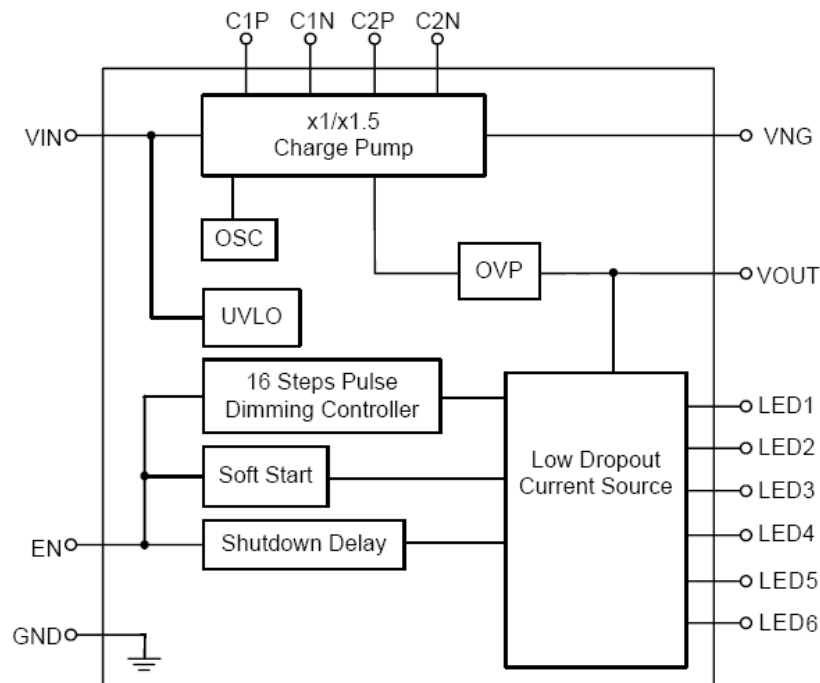 C1P
C1N
C2P
C2N
x1/x1.5
Charge Pump
VIN
VNG
OSC
OVP
VOUT
UVLO
16 Steps Pulse
Dimming Controller
LED1
LED2
Low Dropout
Current Source
Soft Start
LED3
LED4
EN
Shutdown Delay
LED5
LED6
GND